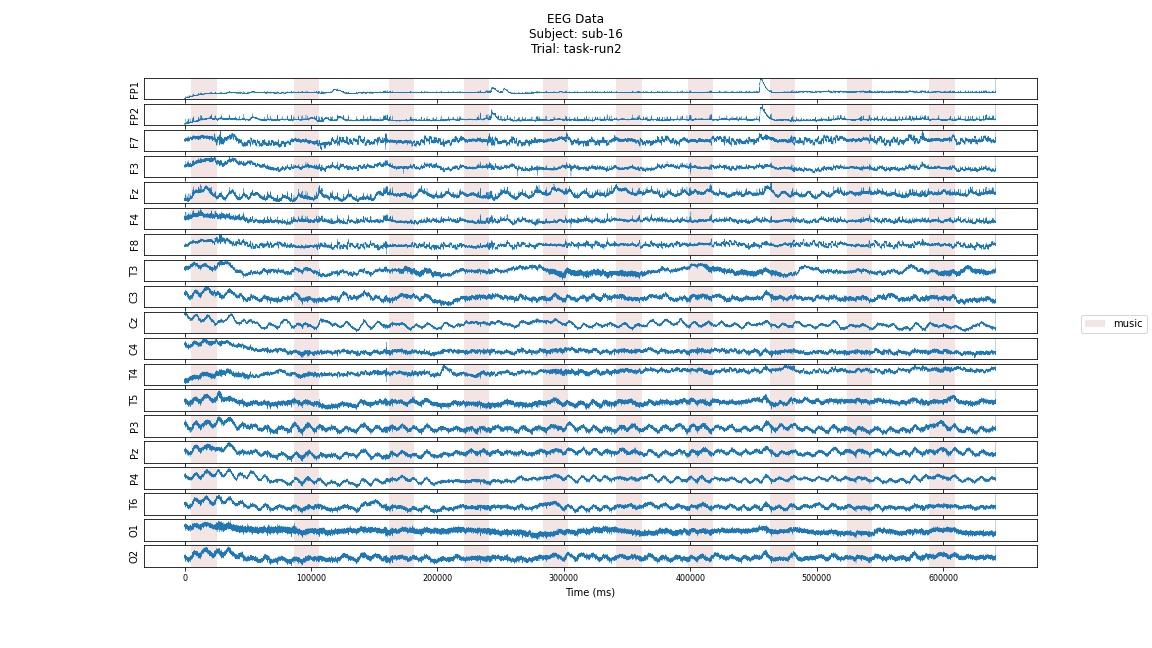 EEG Data
Subject: sub-16
Trial: task-run2
FP1
FP2
F7
F3
Fz
F4
F8
T3
C3
Cz
C4
T4
T5
P3
Pz
P4
T6
O1
O2
music
0 100000 200000 300000 400000 500000 600000
Time (ms)